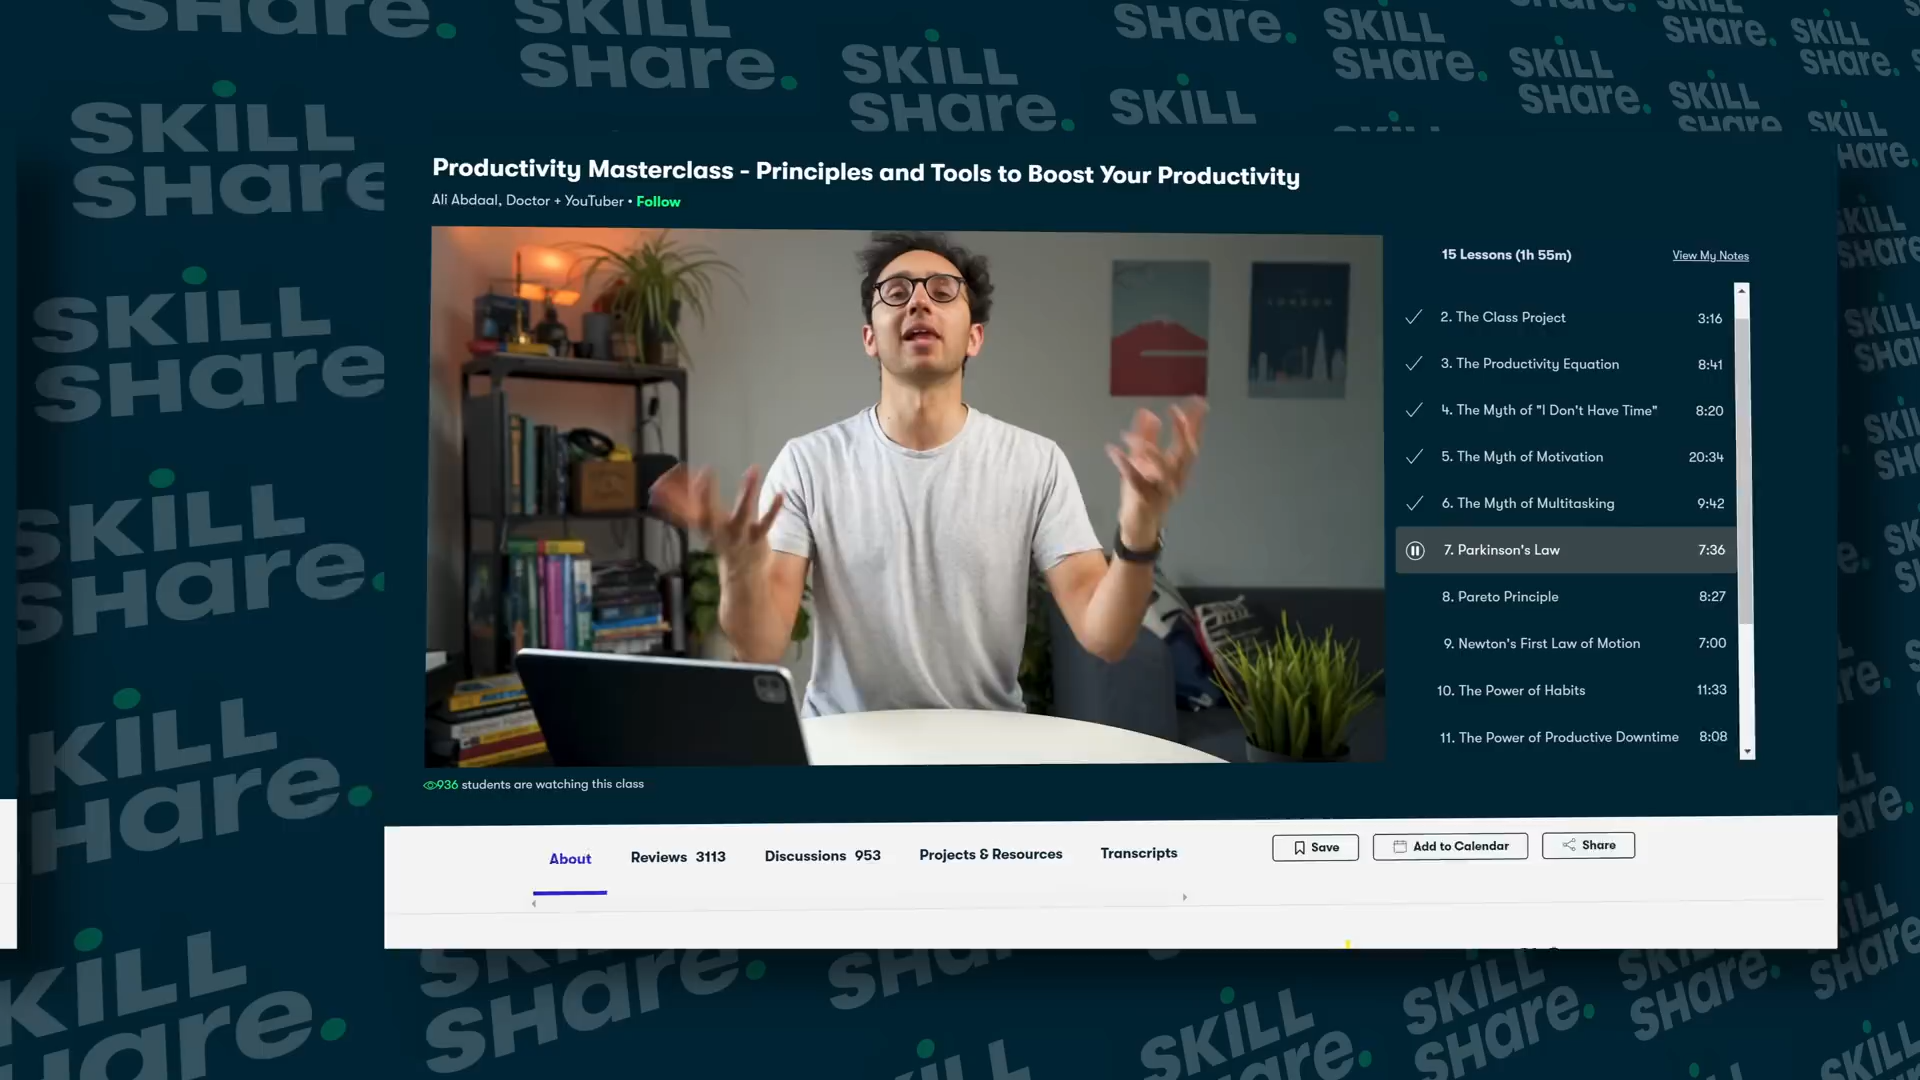 SKILL SHare.
Productivity Masterclass - Principles and Tools to Boost Your Productivity
Ali Abdaal, Doctor + YouTuber • Follow
LONDON
15 Lessons (1h 55m)
View My Notes
2. The Class Project 3:16
3. The Productivity Equation 8:41
4. The Myth of "I Don't Have Time" 8:20
5. The Myth of Motivation 20:34
6. The Myth of Multitasking 9:42
7. Parkinson's Law 7:36
8. Pareto Principle 8:27
9. Newton's First Law of Motion 7:00
10. The Power of Habits 11:33
11. The Power of Productive Downtime 8:08
936 students are watching this class
About
Reviews 3113
Discussions 953
Projects & Resources
Transcripts
Save
Add to Calendar
Share